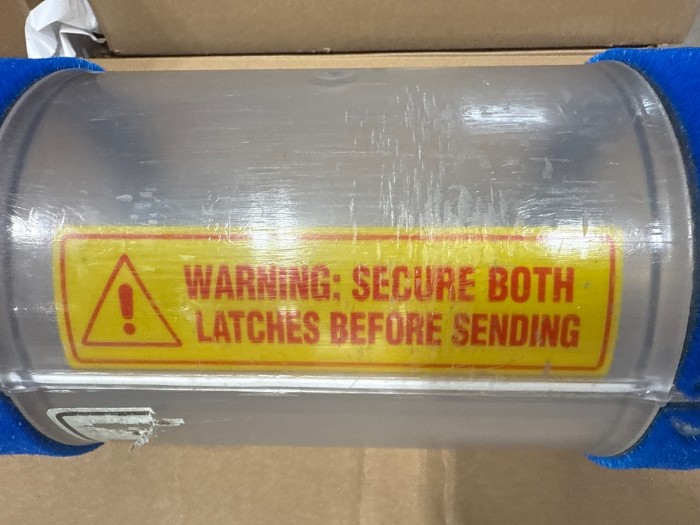 WARNING: SECURE BOTH
LATCHES BEFORE SENDING